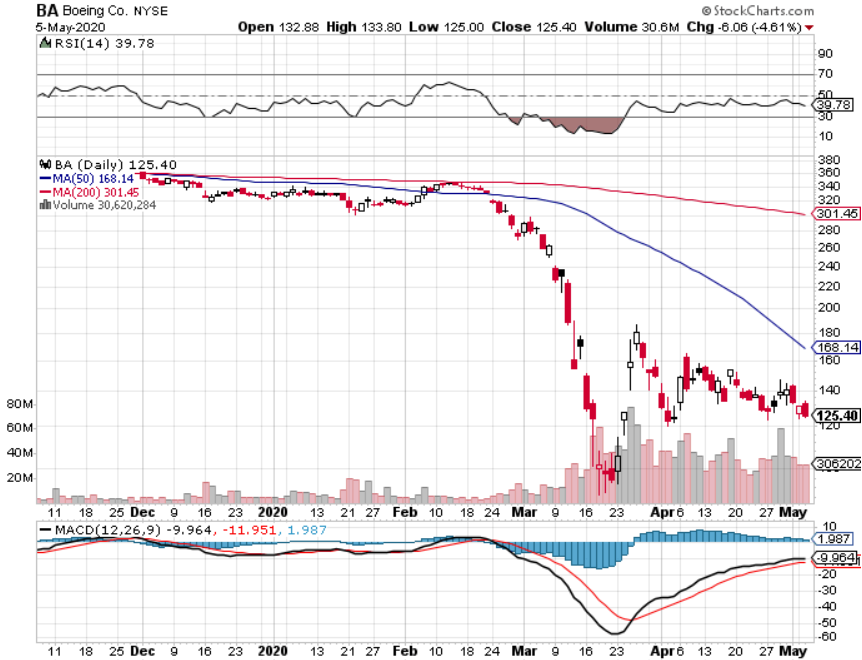 BA Boeing Co. NYSE © StockCharts.com
5-May-2020 Open 132.88 High 133.80 Low 125.00 Close 125.40 Volume 30.6M Chg -6.06 (-4.61%)
RSI(14) 39.78
90
70
50
39.78
30
10
BA (Daily) 125.40
MA(50) 168.14
MA(200) 301.45
Volume 30,620,284
380
360
340
320
301.45
280
260
240
220
200
180
168.14
160
140
125.40
120
306202
80M
60M
40M
20M
11 18 25 Dec 9 16 23 2020 13 21 27 Feb 10 18 24 Mar 9 16 23 Apr 6 13 20 27 May
MACD(12,26,9) -9.964, -11.951, 1.987
10
1.987
-9.964
-20
-30
-40
-50
-60
11 18 25 Dec 9 16 23 2020 13 21 27 Feb 10 18 24 Mar 9 16 23 Apr 6 13 20 27 May